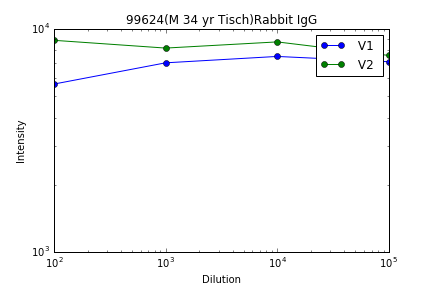 99624(M 34 yr Tisch)Rabbit IgG
10^4
V1
V2
Intensity
10^3
10^2
10^3
10^4
10^5
Dilution